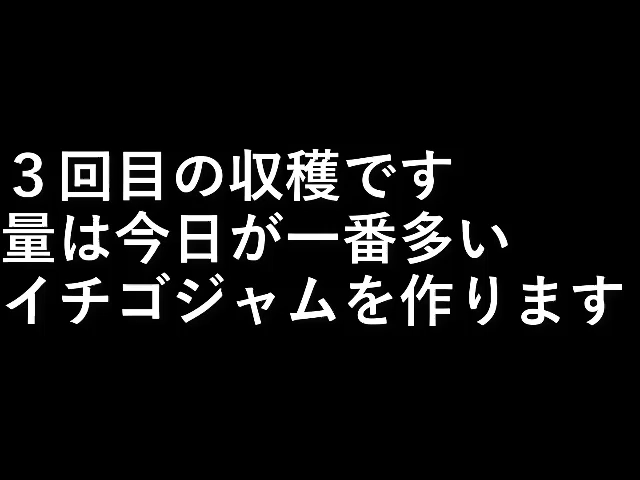 ３回目の収穫です
量は今日が一番多い
イチゴジャムを作ります